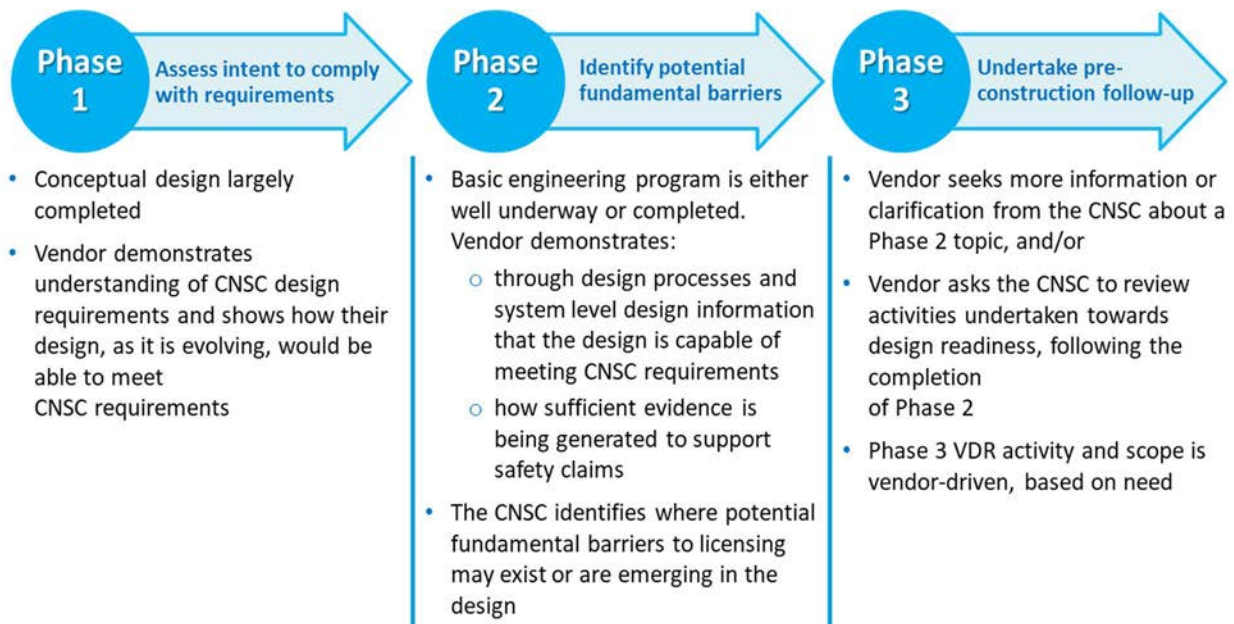 Phase
1
Assess intent to comply
with requirements
• Conceptual design largely
completed
• Vendor demonstrates
understanding of CNSC design
requirements and shows how their
design, as it is evolving, would be
able to meet
CNSC requirements
Phase
2
Identify potential
fundamental barriers
• Basic engineering program is either
well underway or completed.
Vendor demonstrates:
o through design processes and
system level design information
that the design is capable of
meeting CNSC requirements
o how sufficient evidence is
being generated to support
safety claims
• The CNSC identifies where potential
fundamental barriers to licensing
may exist or are emerging in the
design
Phase
3
Undertake pre-
construction follow-up
• Vendor seeks more information or
clarification from the CNSC about a
Phase 2 topic, and/or
• Vendor asks the CNSC to review
activities undertaken towards
design readiness, following the
completion
of Phase 2
• Phase 3 VDR activity and scope is
vendor-driven, based on need